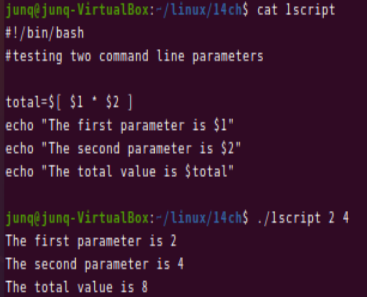 junq@junq-VirtualBox:~/linux/14ch$ cat 1script
#!/bin/bash
#testing two command line parameters
total=$[ $1 * $2 ]
echo "The first parameter is $1"
echo "The second parameter is $2"
echo "The total value is $total"
junq@junq-VirtualBox:~/linux/14ch$ ./1script 2 4
The first parameter is 2
The second parameter is 4
The total value is 8